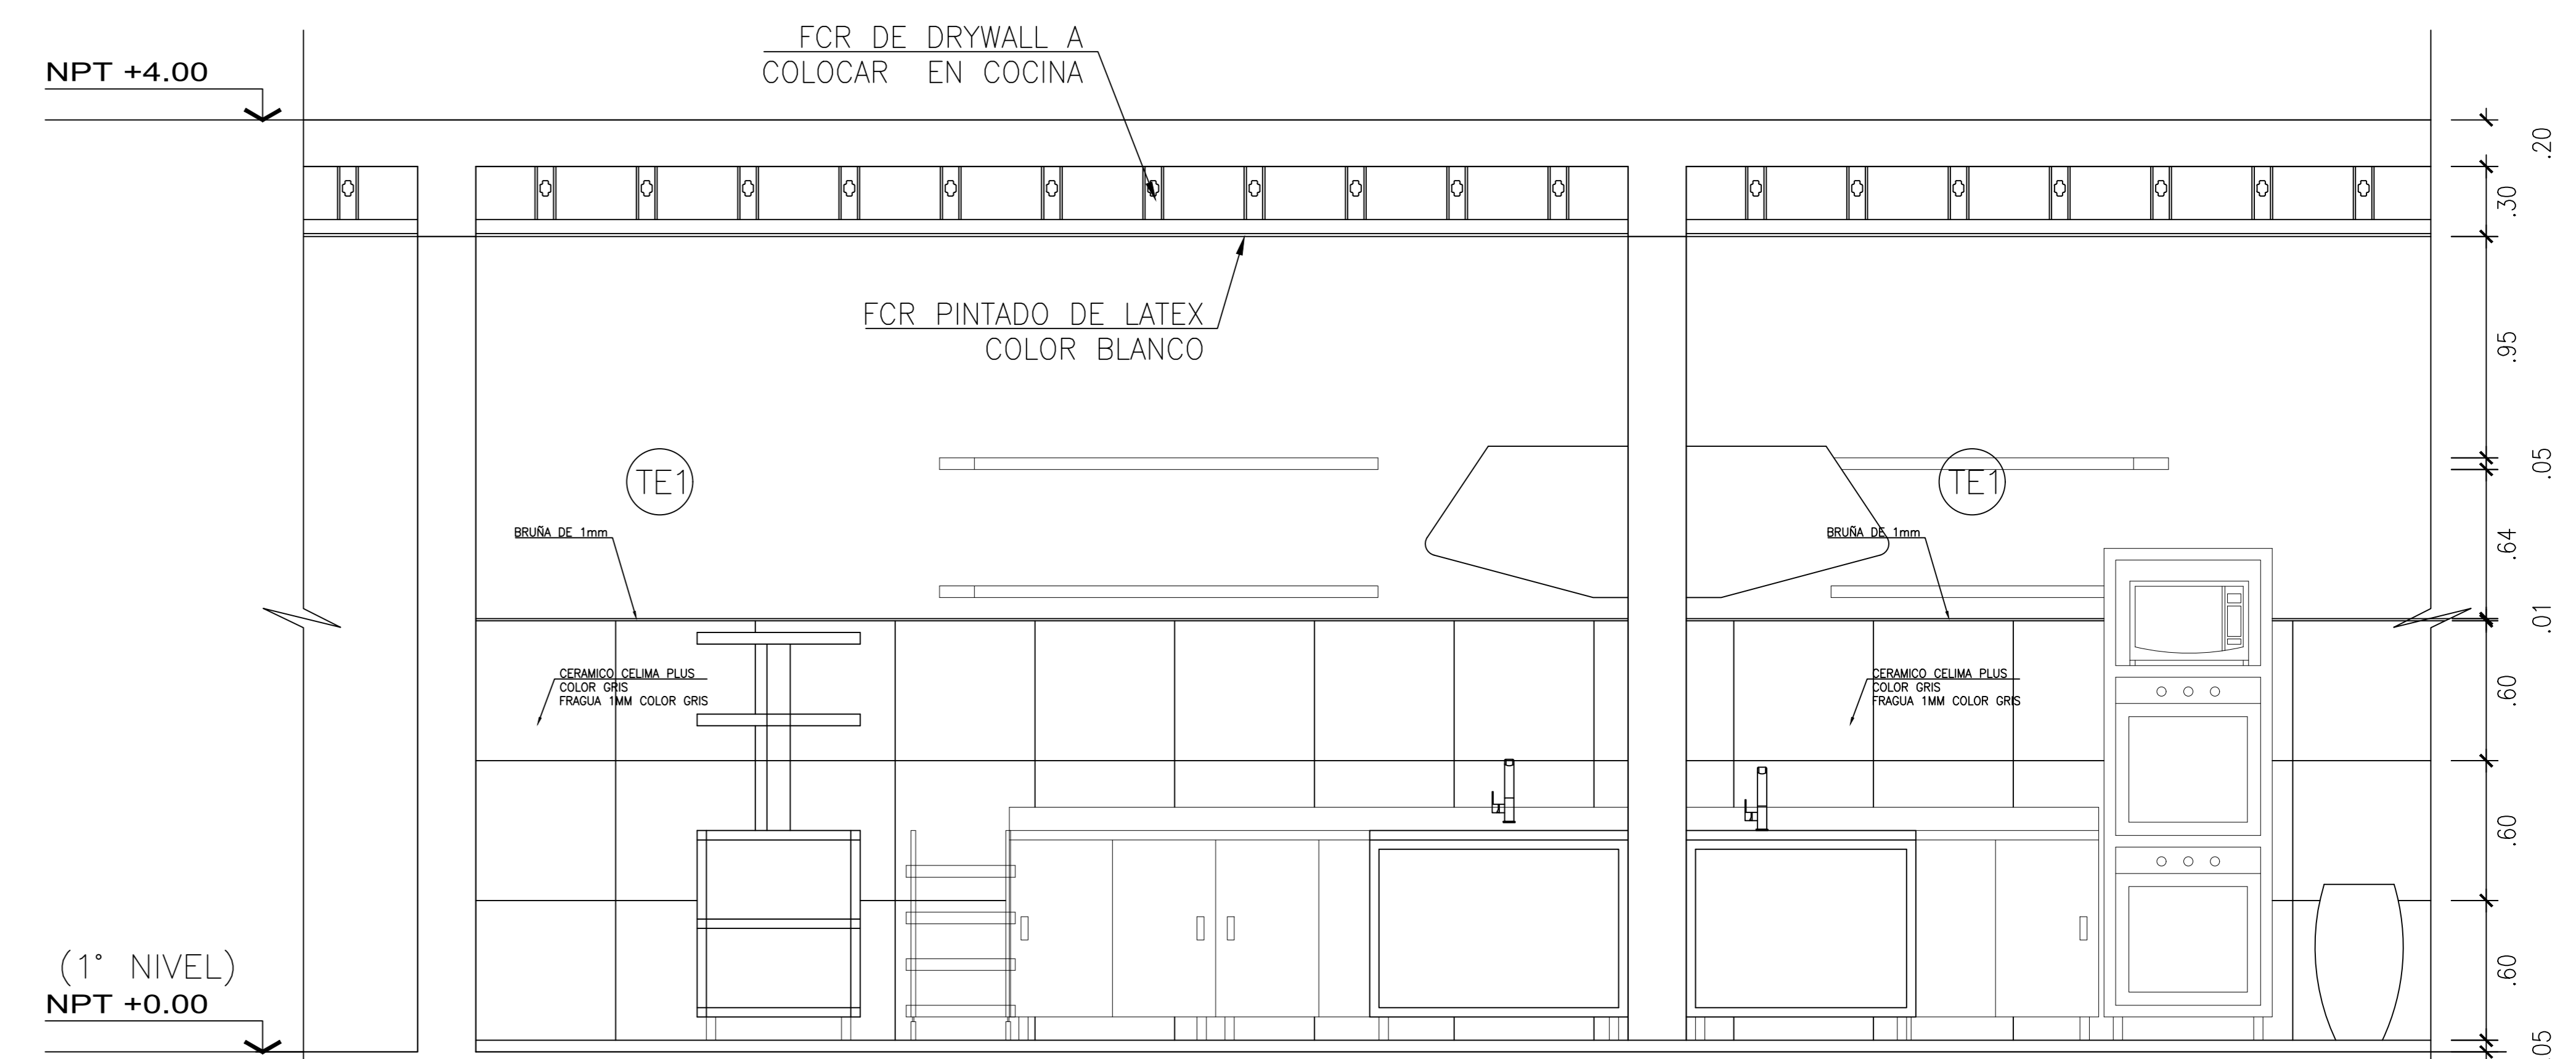 FCR DE DRYWALL A
COLOCAR EN COCINA
NPT +4.00
.20
.30
FCR PINTADO DE LATEX
COLOR BLANCO
.95
TE1
TE1
.05
BRUÑA DE 1mm
BRUÑA DE 1mm
.64
.01
CERAMICO CELIMA PLUS
COLOR GRIS
FRAGUA 1MM COLOR GRIS
CERAMICO CELIMA PLUS
COLOR GRIS
FRAGUA 1MM COLOR GRIS
.60
.60
.60
(1° NIVEL)
NPT +0.00
.05